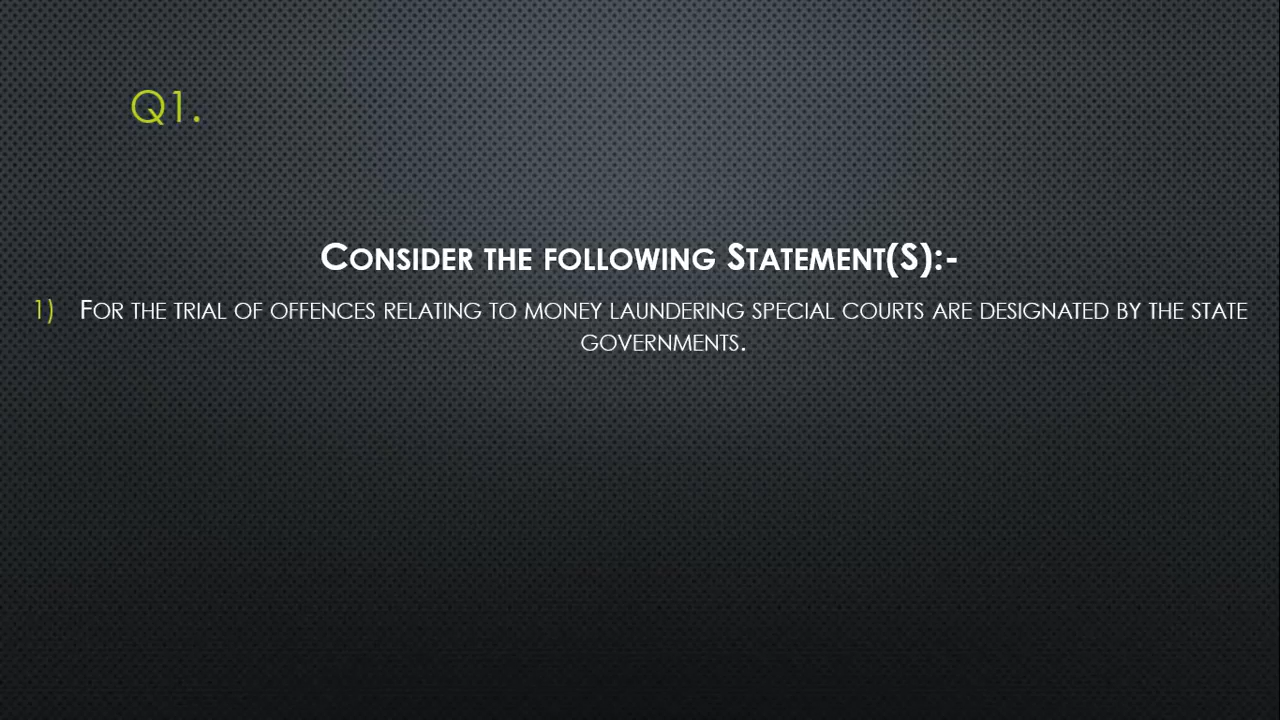 Q1.
Consider the following Statement(s):-
1) For the trial of offences relating to money laundering special courts are designated by the state
governments.